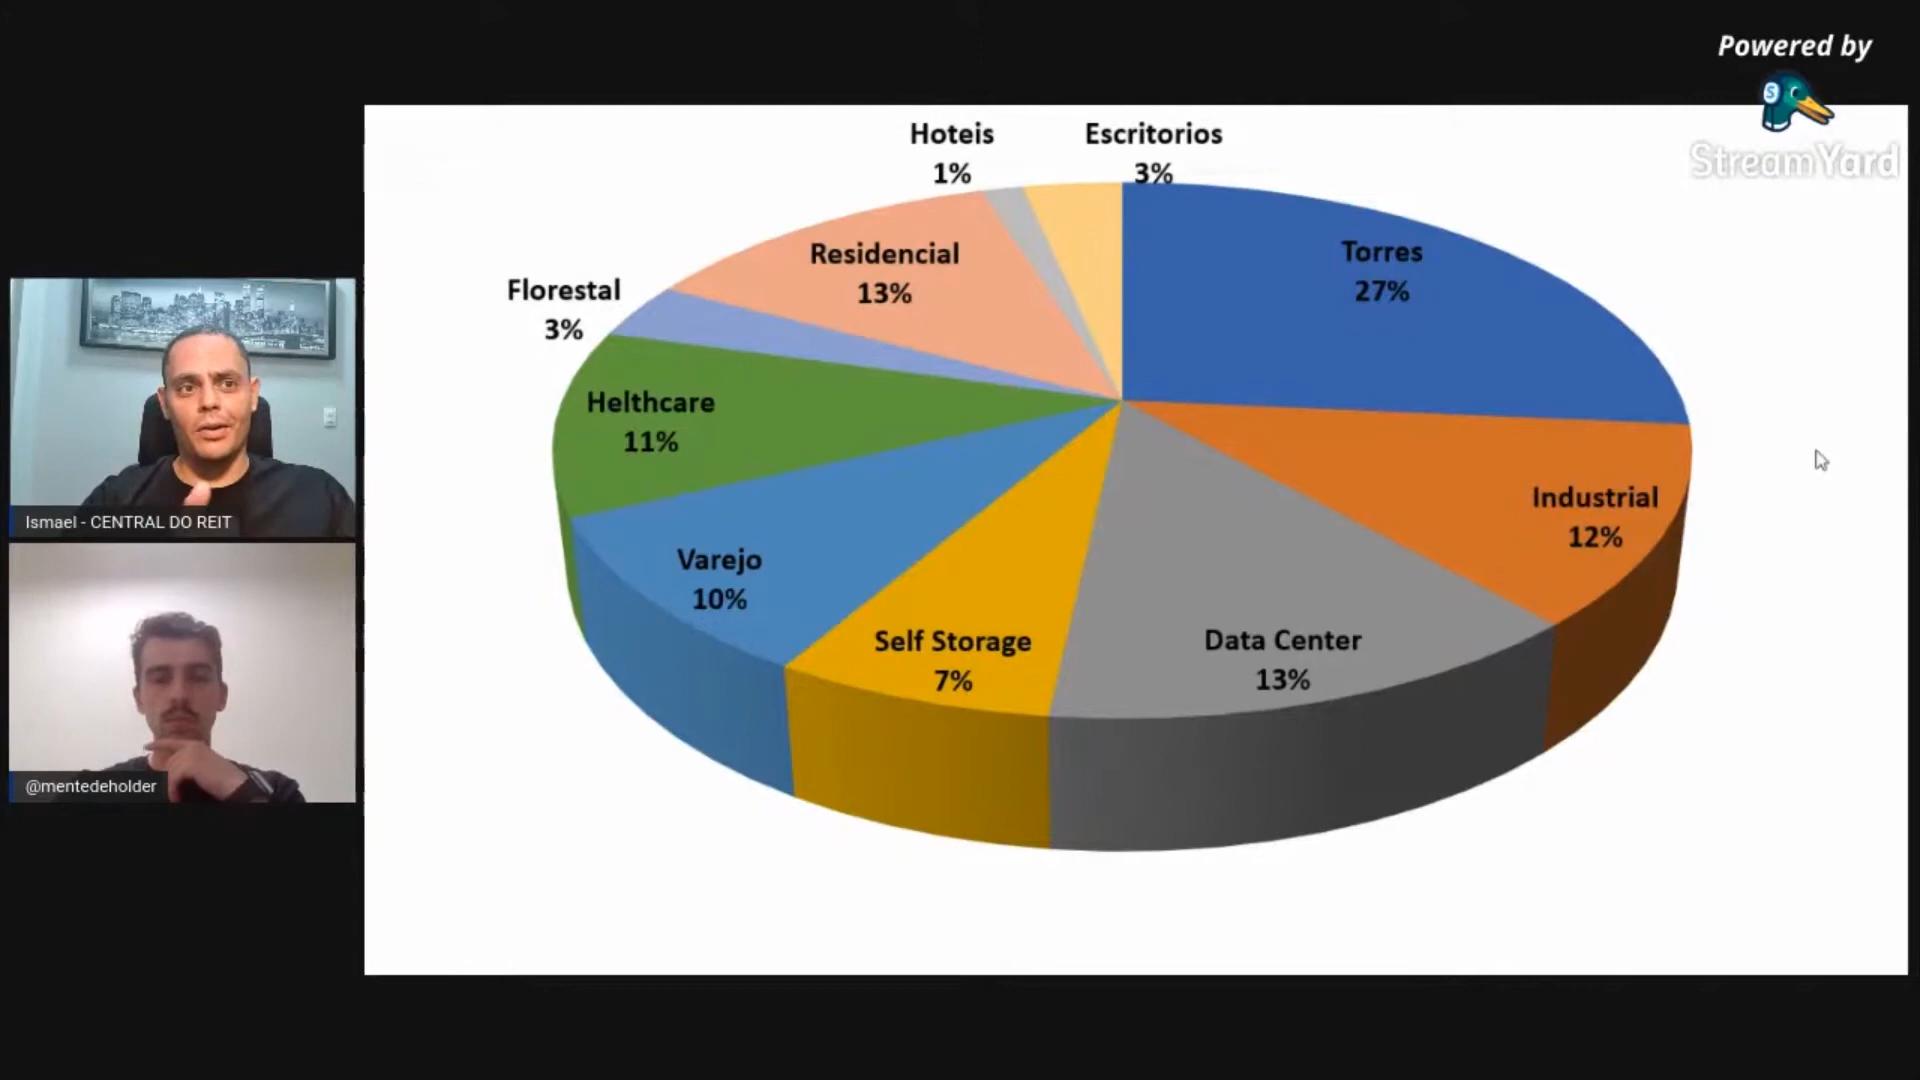 Powered by
StreamYard
Hoteis
1%
Escritorios
3%
Torres
27%
Residencial
13%
Florestal
3%
Helthcare
11%
Industrial
12%
Varejo
10%
Self Storage
7%
Data Center
13%
Ismael - CENTRAL DO REIT
@mentedeholder